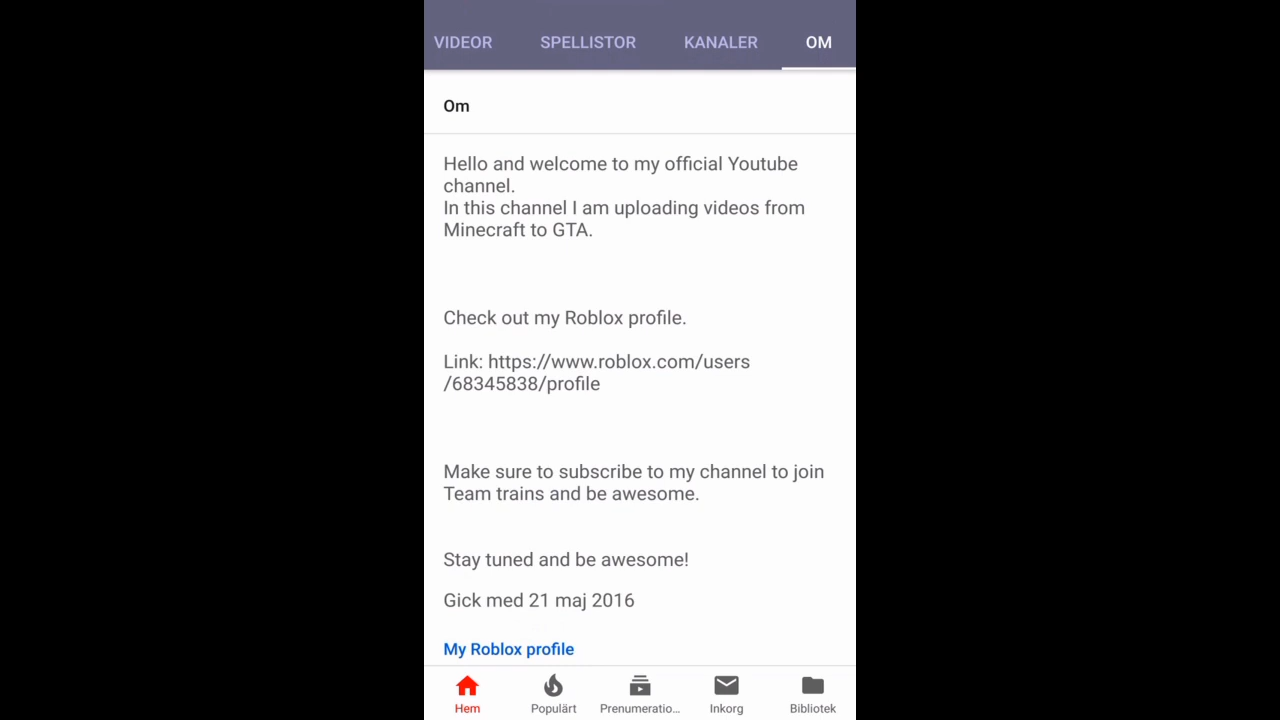 VIDEOR SPELLISTOR KANALER OM
Om
Hello and welcome to my official Youtube
channel.
In this channel I am uploading videos from
Minecraft to GTA.
Check out my Roblox profile.
Link: https://www.roblox.com/users
/68345838/profile
Make sure to subscribe to my channel to join
Team trains and be awesome.
Stay tuned and be awesome!
Gick med 21 maj 2016
My Roblox profile
Hem Populärt Prenumeratio... Inkorg Bibliotek